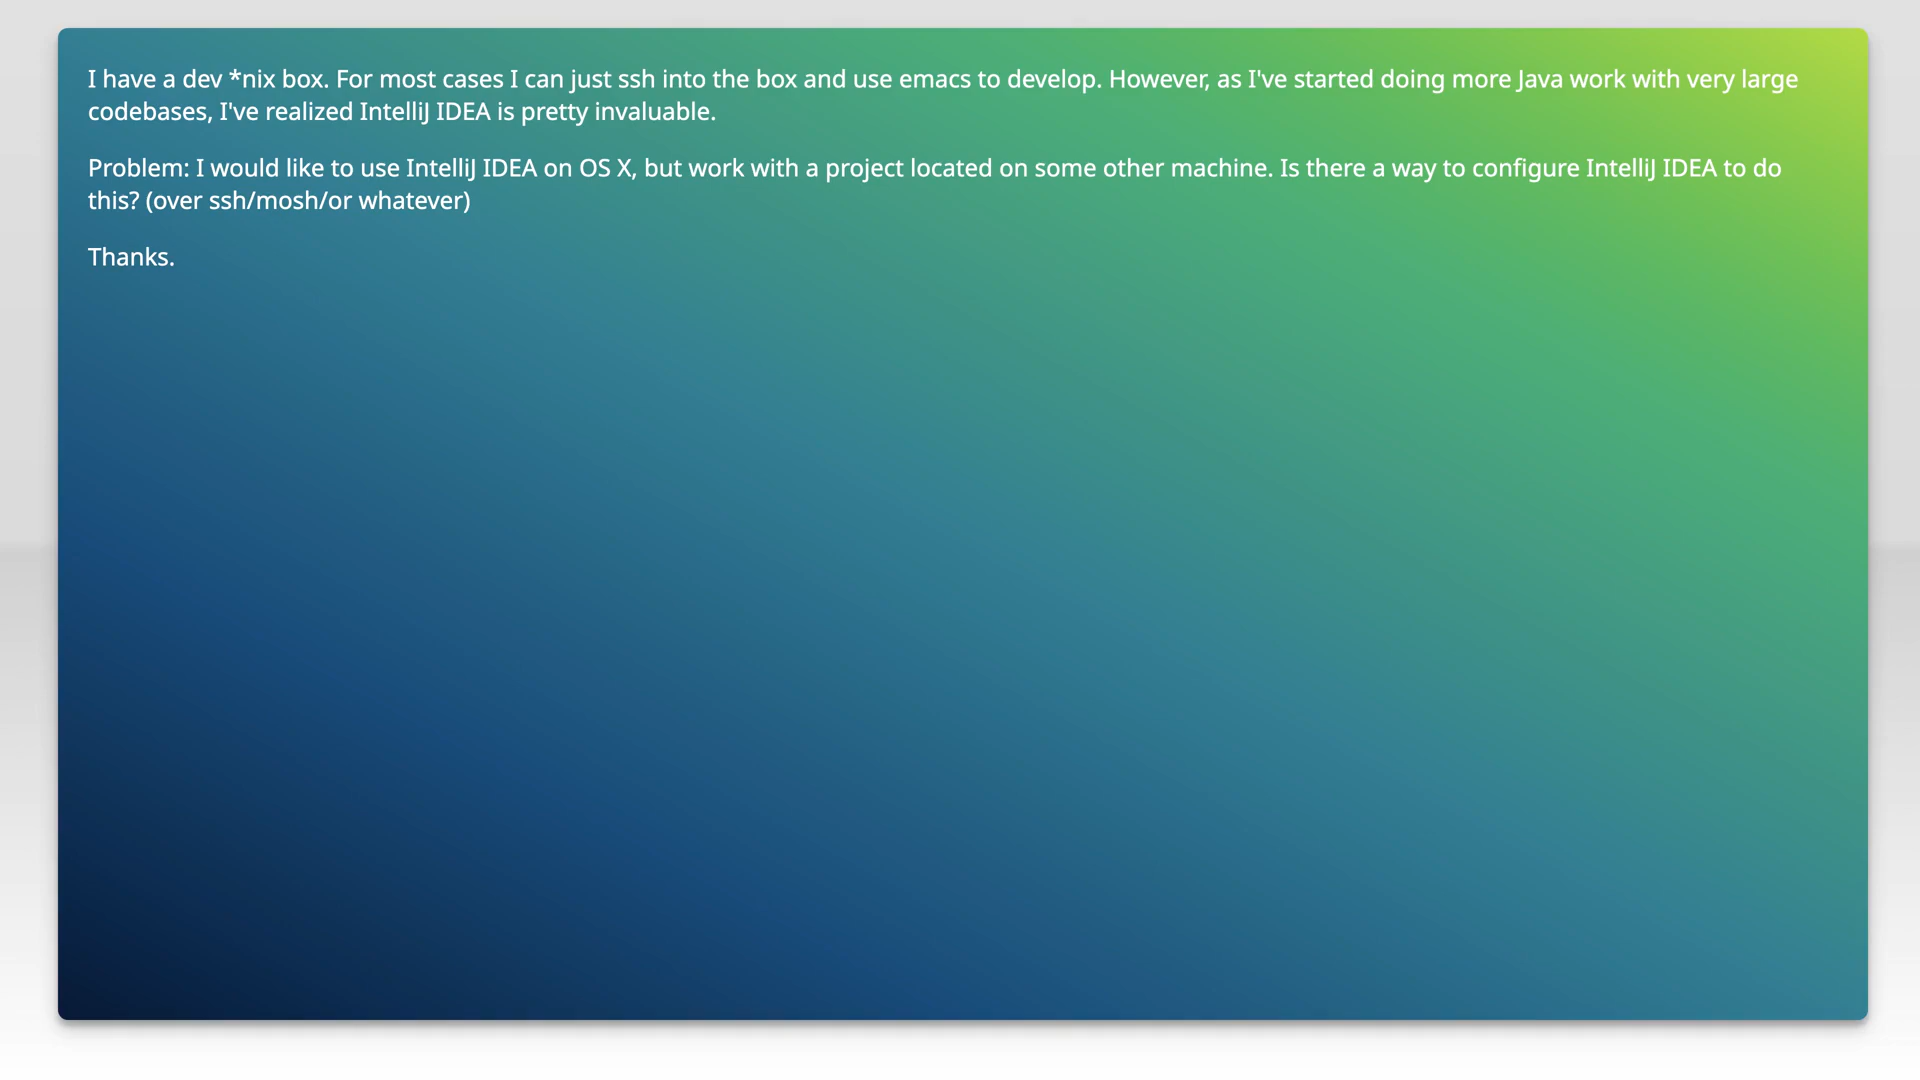 I have a dev *nix box. For most cases I can just ssh into the box and use emacs to develop. However, as I've started doing more Java work with very large
codebases, I've realized IntelliJ IDEA is pretty invaluable.
Problem: I would like to use IntelliJ IDEA on OS X, but work with a project located on some other machine. Is there a way to configure IntelliJ IDEA to do
this? (over ssh/mosh/or whatever)
Thanks.